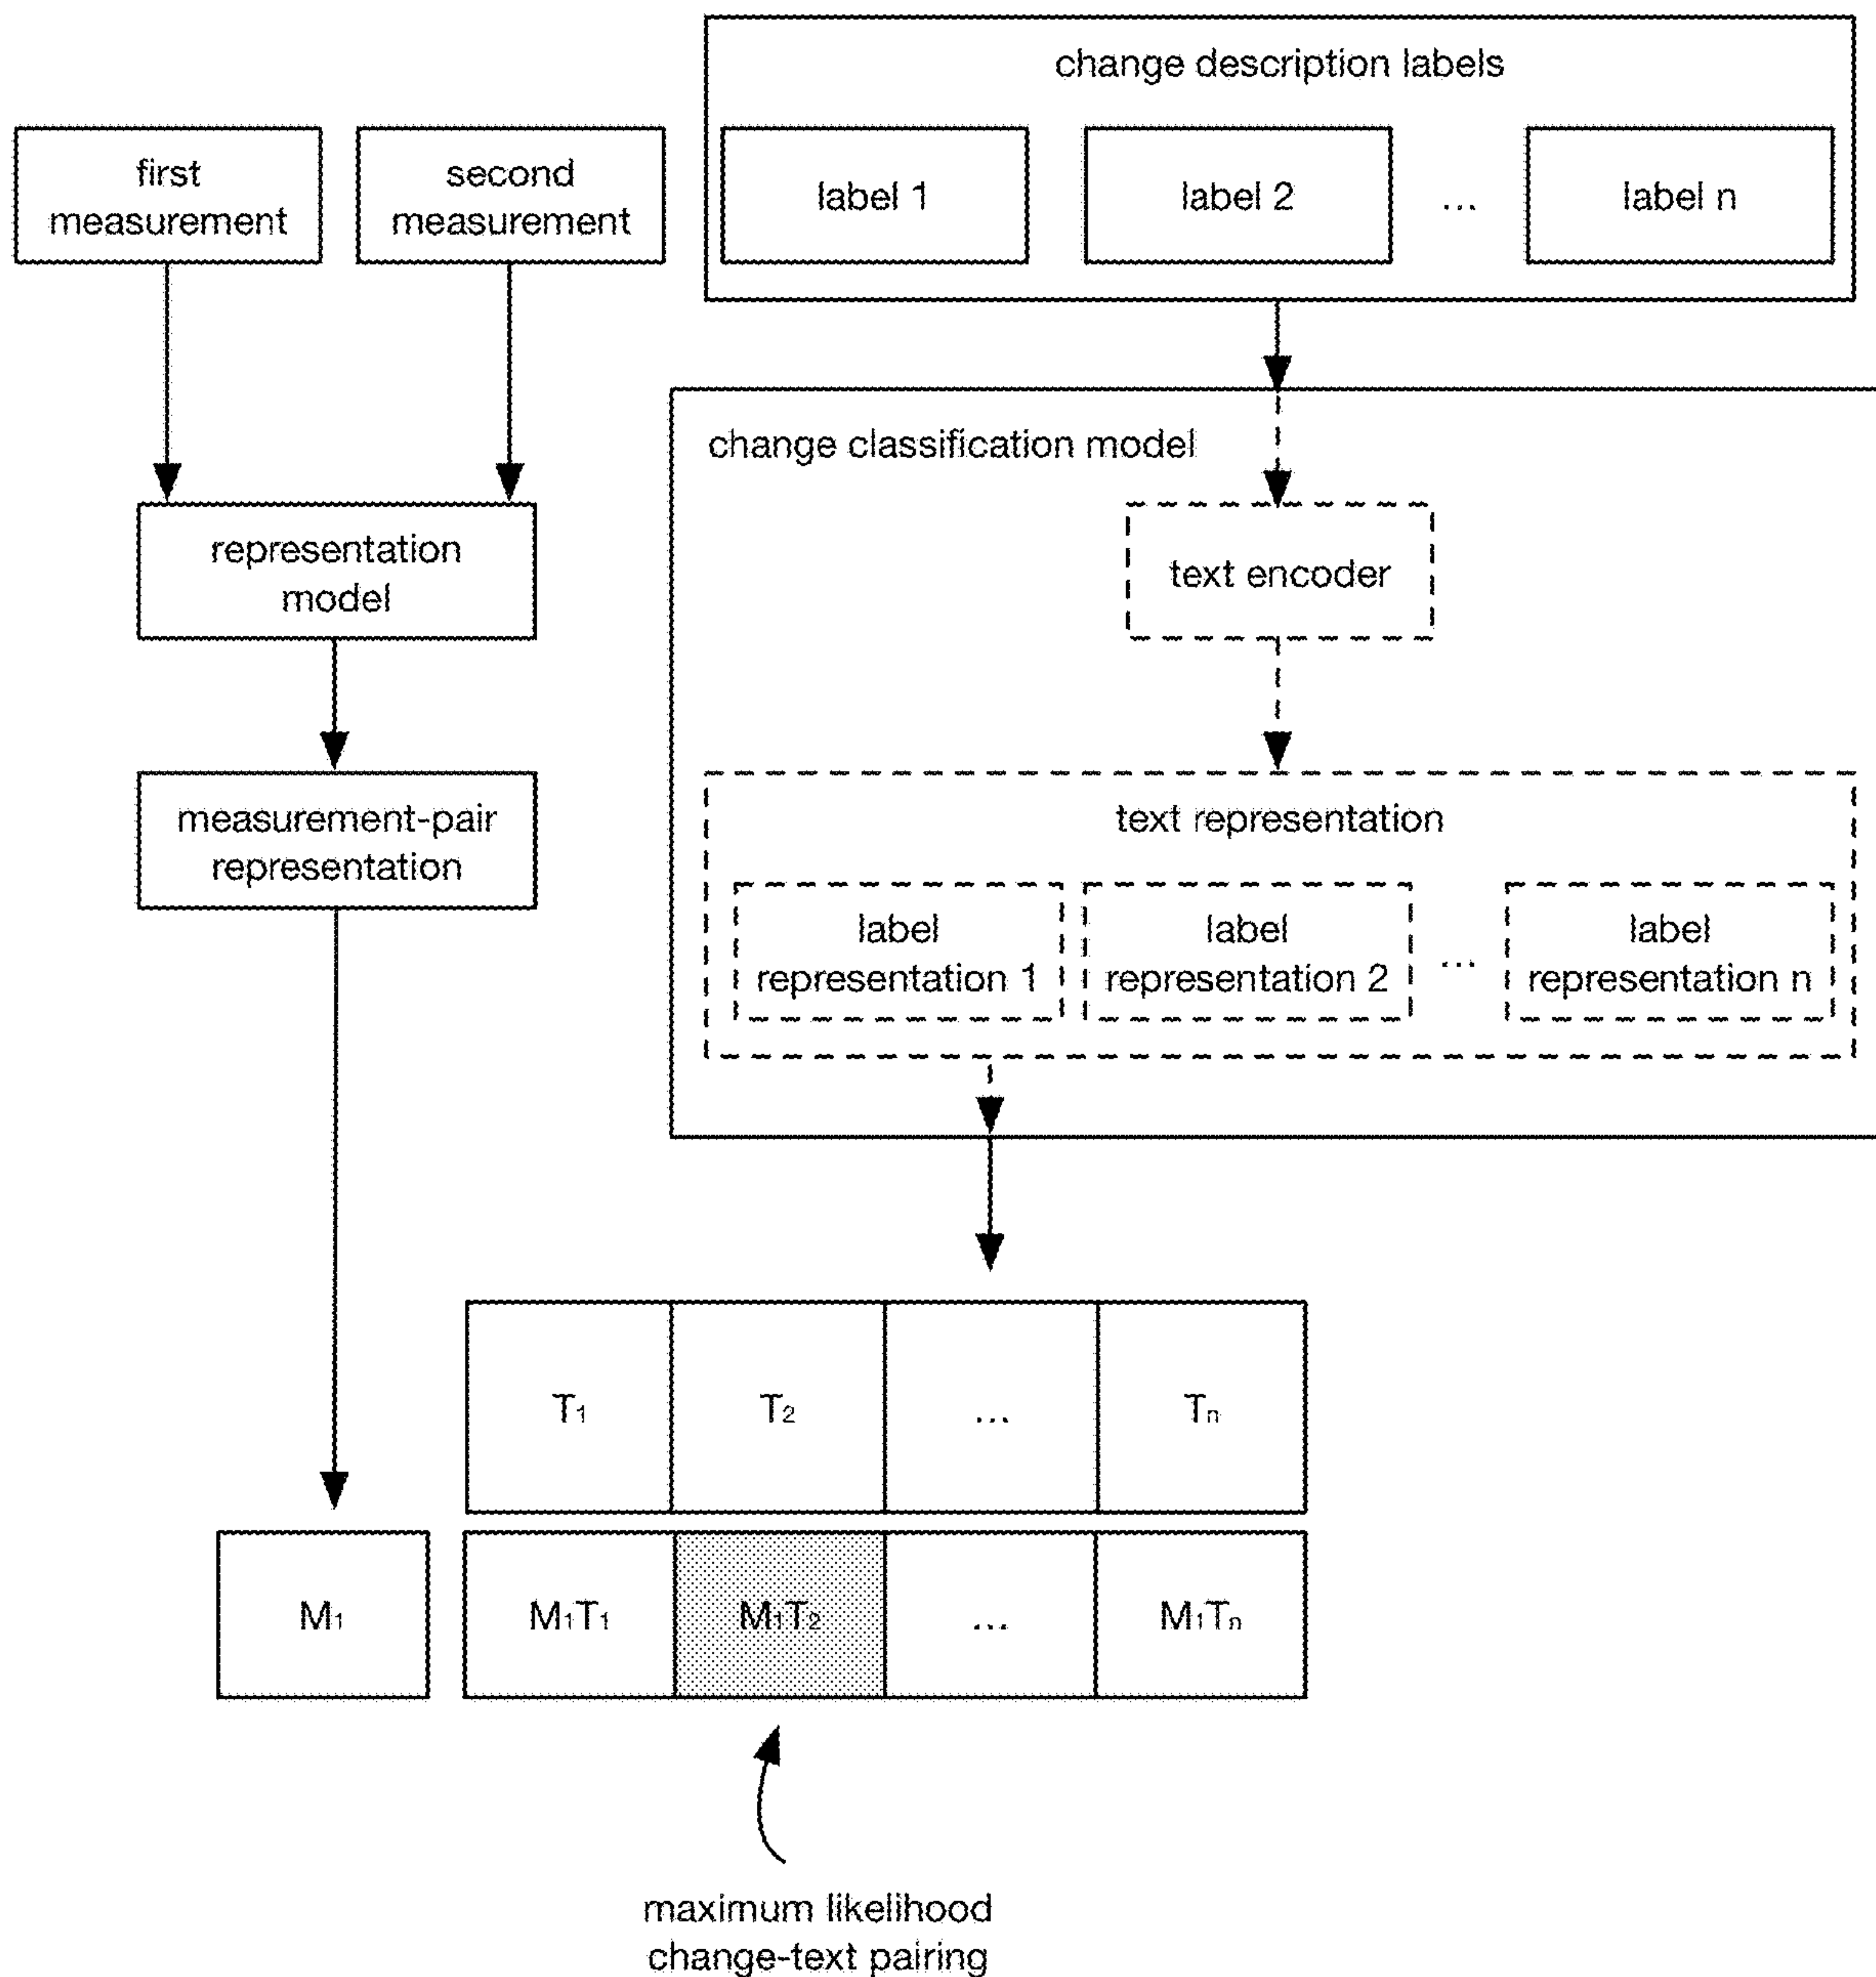 change description labels
first
measurement
second
measurement
label 1
label 2
...
label n
change classification model
representation
model
text encoder
measurement-pair
representation
text representation
label
representation 1
label
representation 2
...
label
representation n
T₁
T₂
...
Tₙ
M₁
M₁T₁
M₁T₂
...
M₁Tₙ
maximum likelihood
change-text pairing